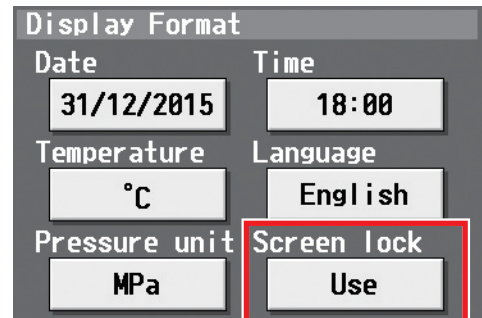 Display Format
Date Time
31/12/2015 18:00
Temperature Language
°C English
Pressure unit Screen lock
MPa Use